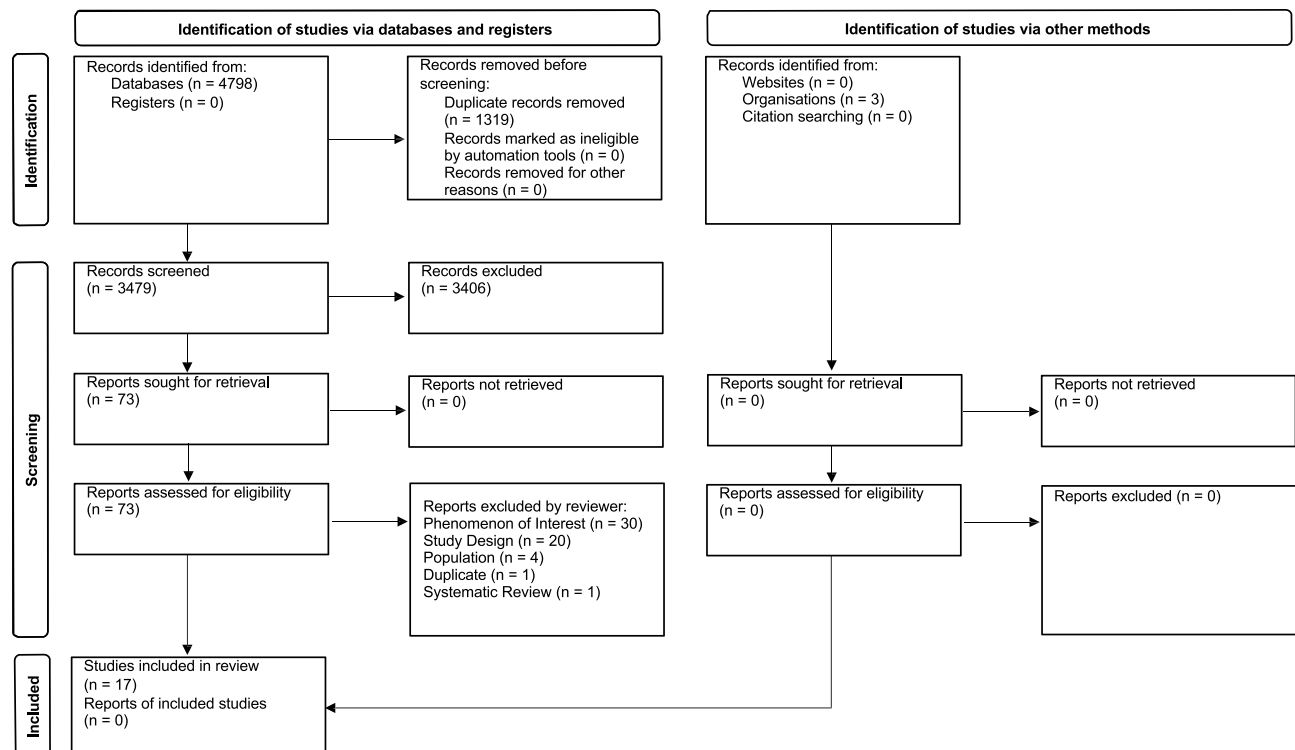 Identification of studies via databases and registers
Identification of studies via other methods
Identification
Records identified from:
Databases (n = 4798)
Registers (n = 0)
Records removed before
screening:
Duplicate records removed
(n = 1319)
Records marked as ineligible
by automation tools (n = 0)
Records removed for other
reasons (n = 0)
Records identified from:
Websites (n = 0)
Organisations (n = 3)
Citation searching (n = 0)
Screening
Records screened
(n = 3479)
Records excluded
(n = 3406)
Reports sought for retrieval
(n = 73)
Reports not retrieved
(n = 0)
Reports sought for retrieval
(n = 0)
Reports not retrieved
(n = 0)
Reports assessed for eligibility
(n = 73)
Reports excluded by reviewer:
Phenomenon of Interest (n = 30)
Study Design (n = 20)
Population (n = 4)
Duplicate (n = 1)
Systematic Review (n = 1)
Reports assessed for eligibility
(n = 0)
Reports excluded (n = 0)
Included
Studies included in review
(n = 17)
Reports of included studies
(n = 0)